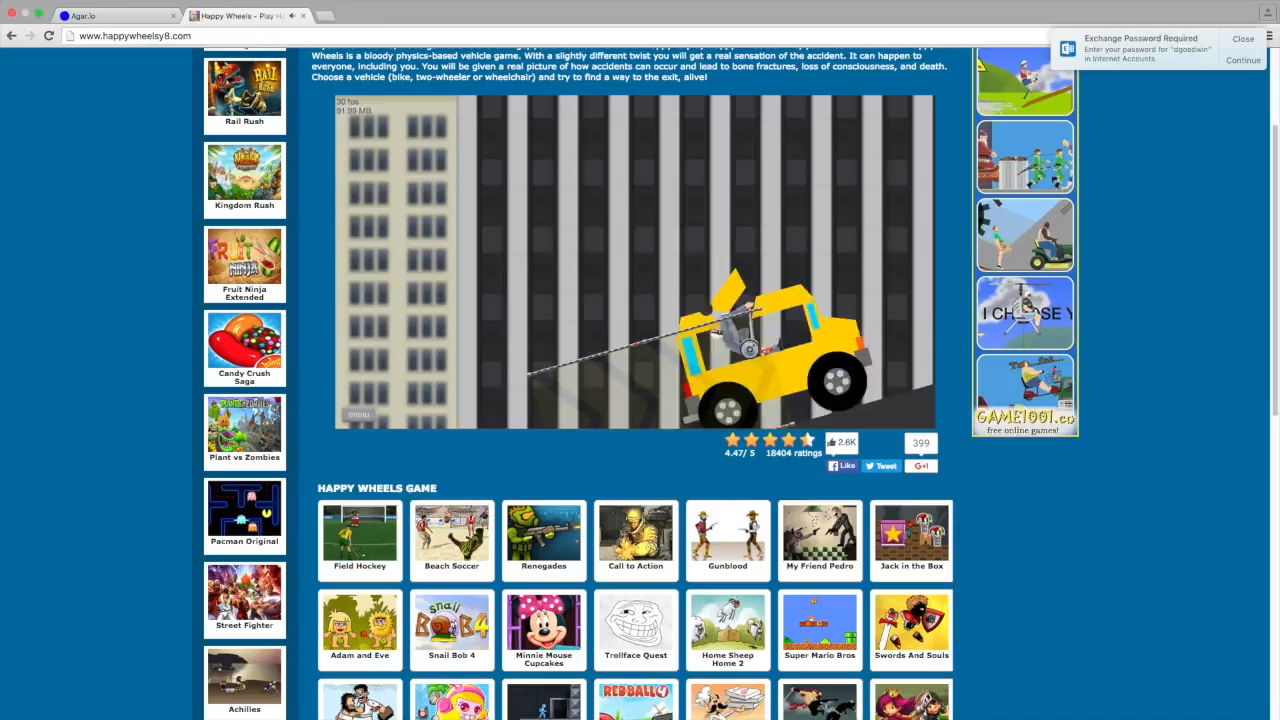 Agar.io
Happy Wheels - Play Ha
www.happywheelsy8.com
Exchange Password Required
Enter your password for "dgoodwin"
in Internet Accounts.
Close
Continue
Wheels is a bloody physics-based vehicle game. With a slightly different twist you will get a real sensation of the accident. It can happen to
everyone, including you. You will be given a real picture of how accidents can occur and lead to bone fractures, loss of consciousness, and death.
Choose a vehicle (bike, two-wheeler or wheelchair) and try to find a way to the exit, alive!
30 fps
91.99 MB
menu
4.47/ 5
18404 ratings
2.6K
399
Like
Tweet
G+1
Rail Rush
Kingdom Rush
FRUIT
NINJA
Fruit Ninja
Extended
Candy Crush
Saga
Plant vs Zombies
Pacman Original
Street Fighter
Achilles
I CHOOSE Y
GAME1001.co
free online games!
HAPPY WHEELS GAME
Field Hockey
Beach Soccer
Renegades
Call to Action
Gunblood
My Friend Pedro
Jack in the Box
Snail
BOB 4
Adam and Eve
Snail Bob 4
Minnie Mouse
Cupcakes
Trollface Quest
Home Sheep
Home 2
Super Mario Bros
Swords And Souls
REDBALL4